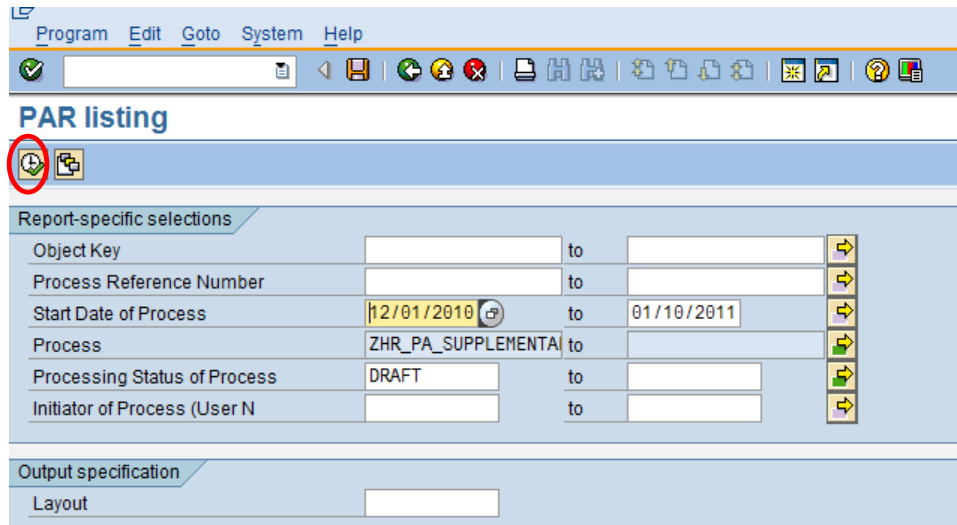 Program Edit Goto System Help
PAR listing
Report-specific selections
Object Key to
Process Reference Number to
Start Date of Process 12/01/2010 to 01/10/2011
Process ZHR_PA_SUPPLEMENTAL to
Processing Status of Process DRAFT to
Initiator of Process (User N to
Output specification
Layout